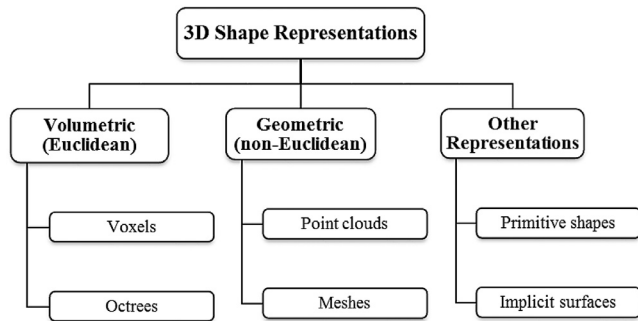 3D Shape Representations
Volumetric
(Euclidean)
Voxels
Octrees
Geometric
(non-Euclidean)
Point clouds
Meshes
Other
Representations
Primitive shapes
Implicit surfaces